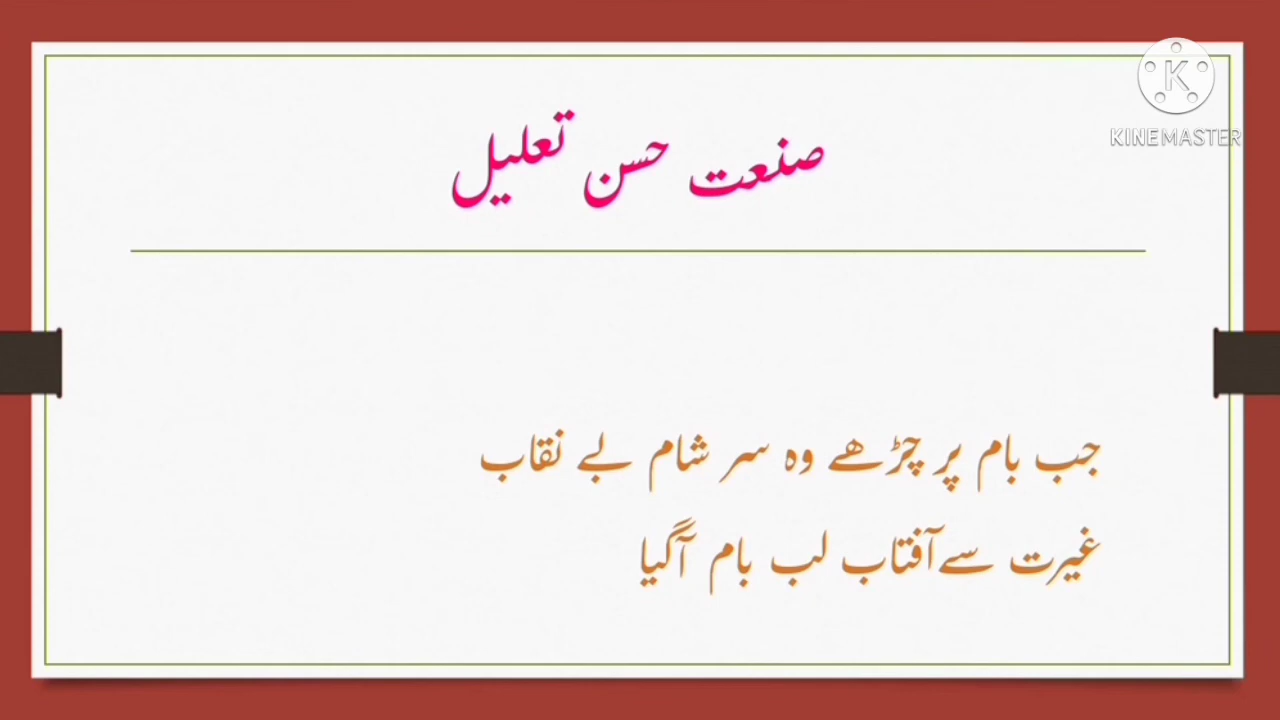 KINEMASTER
صنعت حسن تعلیل
جب بام پر چڑھے وہ سر شام بے نقاب
غیرت سے آفتاب لب بام آگیا